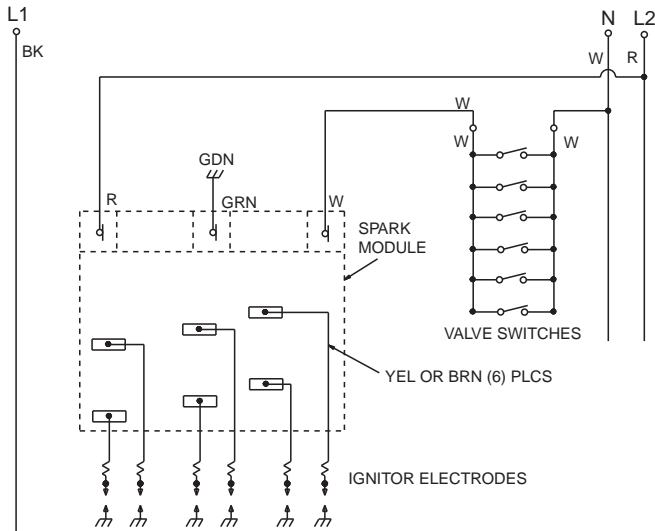 L1
N
L2
BK
W
R
W
W
W
GDN
R
GRN
W
SPARK
MODULE
VALVE SWITCHES
YEL OR BRN (6) PLCS
IGNITOR ELECTRODES